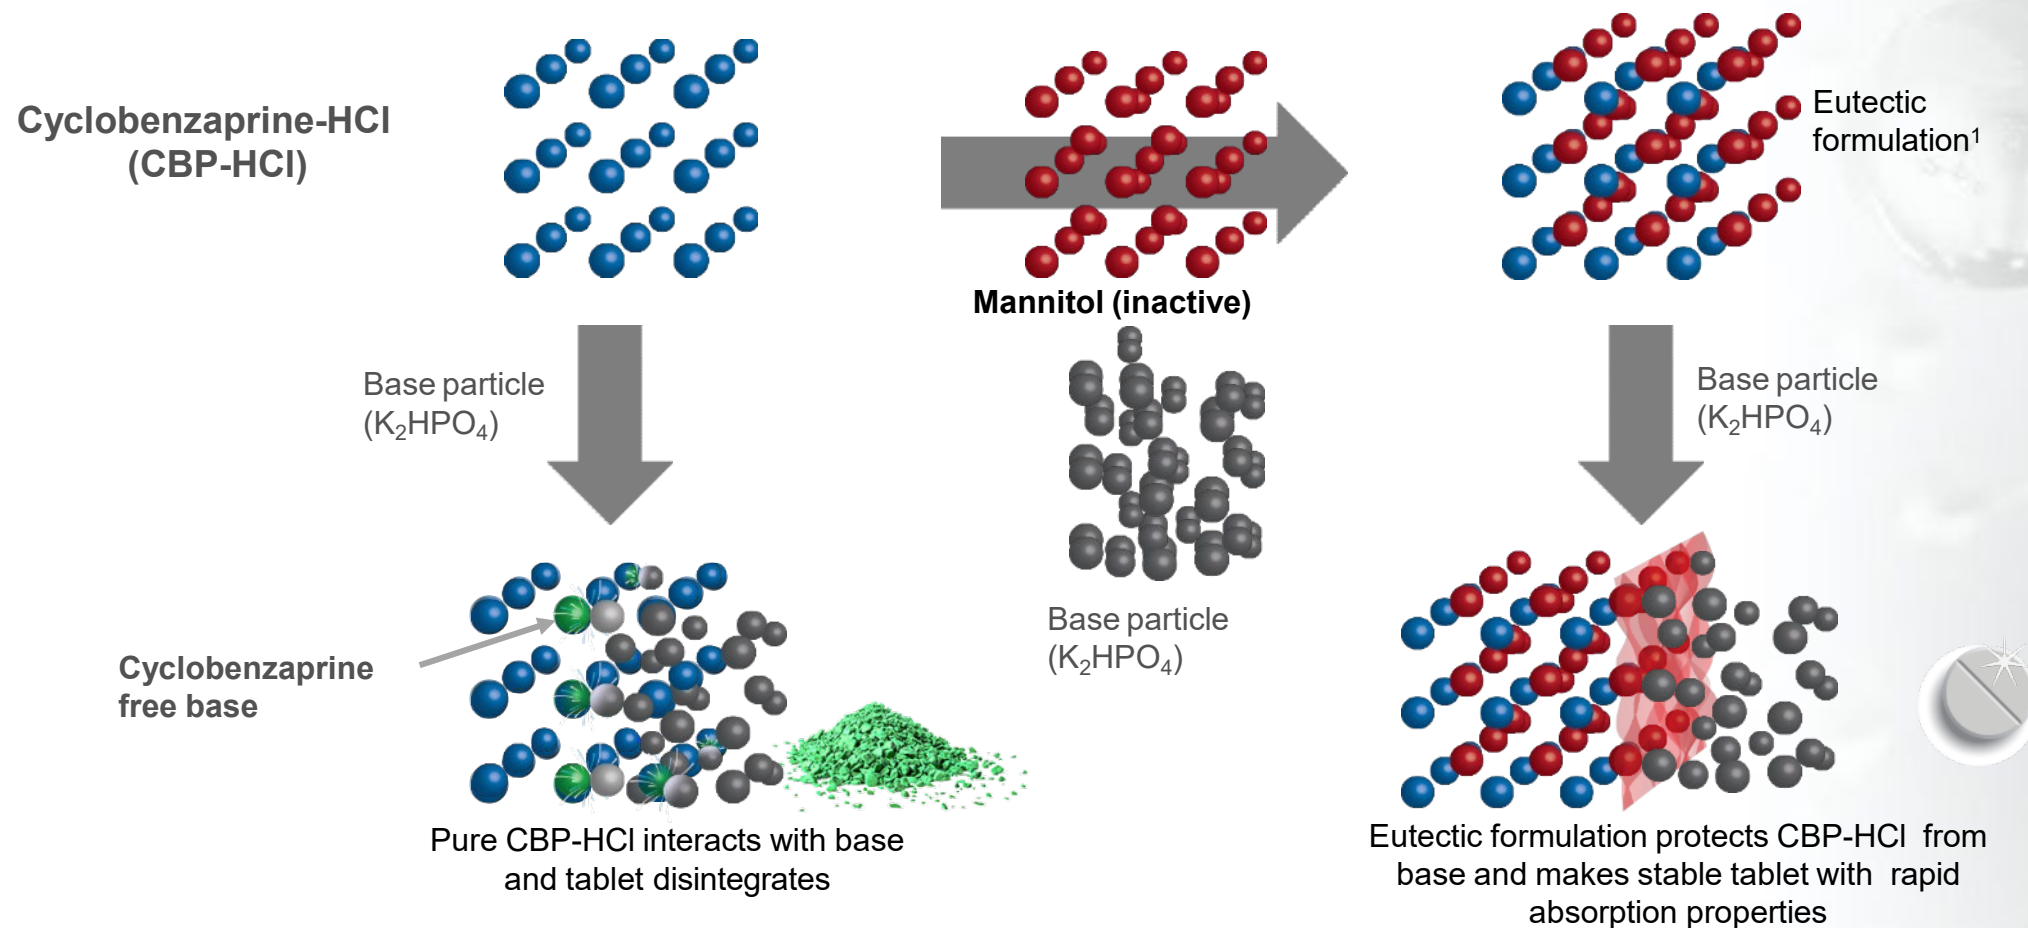 Cyclobenzaprine-HCl
(CBP-HCl)
Eutectic
formulation¹
Mannitol (inactive)
Base particle
(K₂HPO₄)
Base particle
(K₂HPO₄)
Base particle
(K₂HPO₄)
Cyclobenzaprine
free base
Pure CBP-HCl interacts with base
and tablet disintegrates
Eutectic formulation protects CBP-HCl from
base and makes stable tablet with rapid
absorption properties